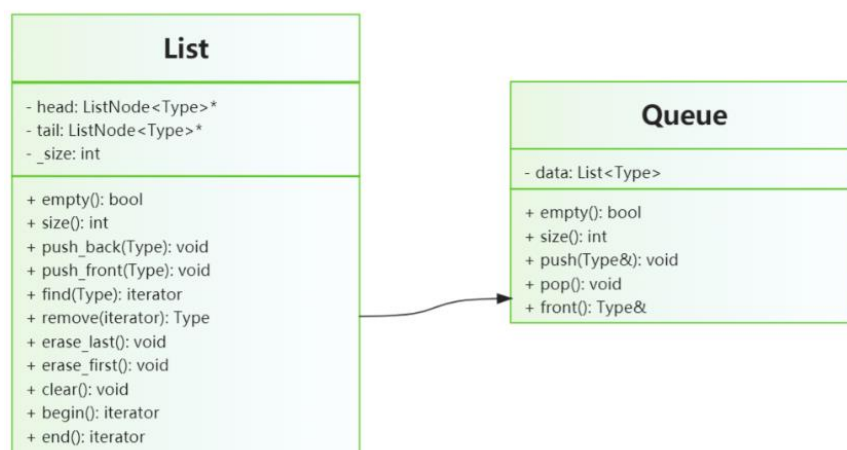 List
- head: ListNode<Type>*
- tail: ListNode<Type>*
- _size: int
+ empty(): bool
+ size(): int
+ push_back(Type): void
+ push_front(Type): void
+ find(Type): iterator
+ remove(iterator): Type
+ erase_last(): void
+ erase_first(): void
+ clear(): void
+ begin(): iterator
+ end(): iterator
Queue
- data: List<Type>
+ empty(): bool
+ size(): int
+ push(Type&): void
+ pop(): void
+ front(): Type&